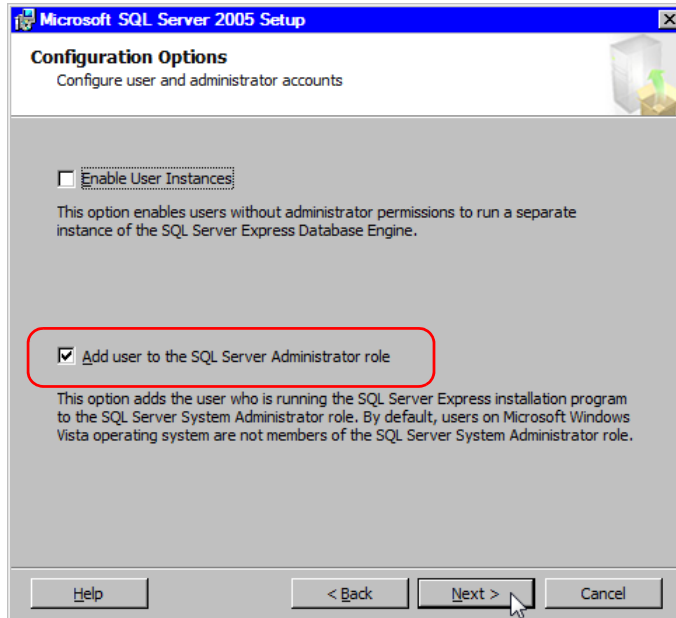 Microsoft SQL Server 2005 Setup
Configuration Options
Configure user and administrator accounts
Enable User Instances
This option enables users without administrator permissions to run a separate
instance of the SQL Server Express Database Engine.
Add user to the SQL Server Administrator role
This option adds the user who is running the SQL Server Express installation program
to the SQL Server System Administrator role. By default, users on Microsoft Windows
Vista operating system are not members of the SQL Server System Administrator role.
Help
< Back
Next >
Cancel